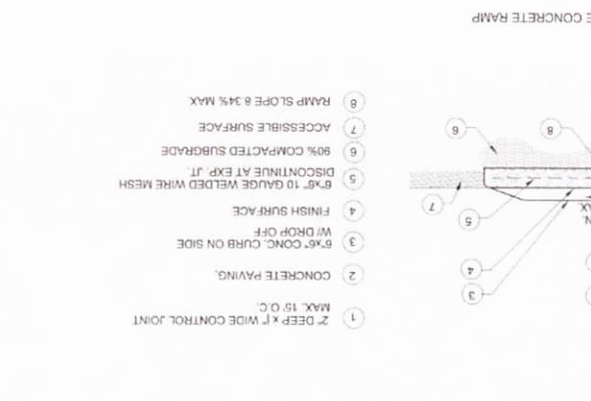 1 2" DEEP x 1" WIDE CONTROL JOINT
MAX. 15' O.C.
2 CONCRETE PAVING.
3 6"x6" CONC. CURB ON SIDE
W/ DROP OFF
4 FINISH SURFACE
5 6"x6" 10 GAUGE WELDED WIRE MESH
DISCONTINUE AT EXP. JT.
6 90% COMPACTED SUBGRADE
7 ACCESSIBLE SURFACE
8 RAMP SLOPE 8 34% MAX
3
4
5
7
8
6
CONCRETE RAMP